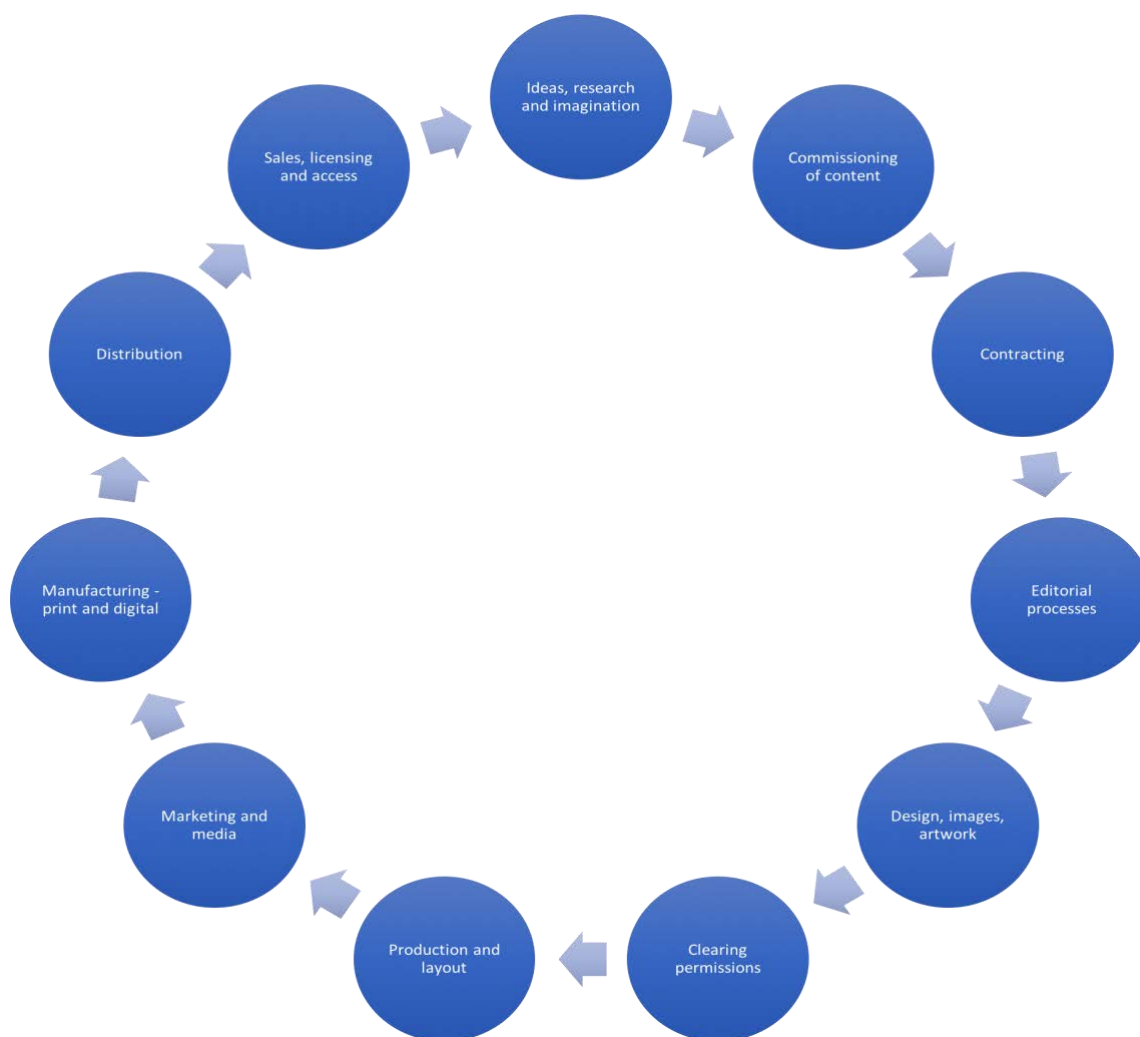 Ideas, research
and imagination
Commissioning
of content
Contracting
Editorial
processes
Design, images,
artwork
Clearing
permissions
Production and
layout
Marketing and
media
Manufacturing -
print and digital
Distribution
Sales, licensing
and access